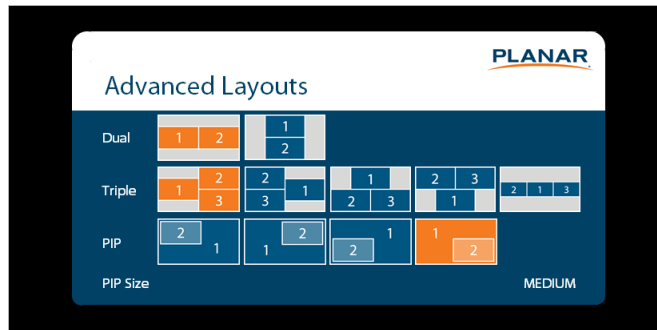 PLANAR
Advanced Layouts
Dual 1 2 1
2
Triple 1 2 3 2 3 1 1 2 3 2 3 1 2 1 3
PIP 2 1 2 1 1 2 1 2
PIP Size MEDIUM